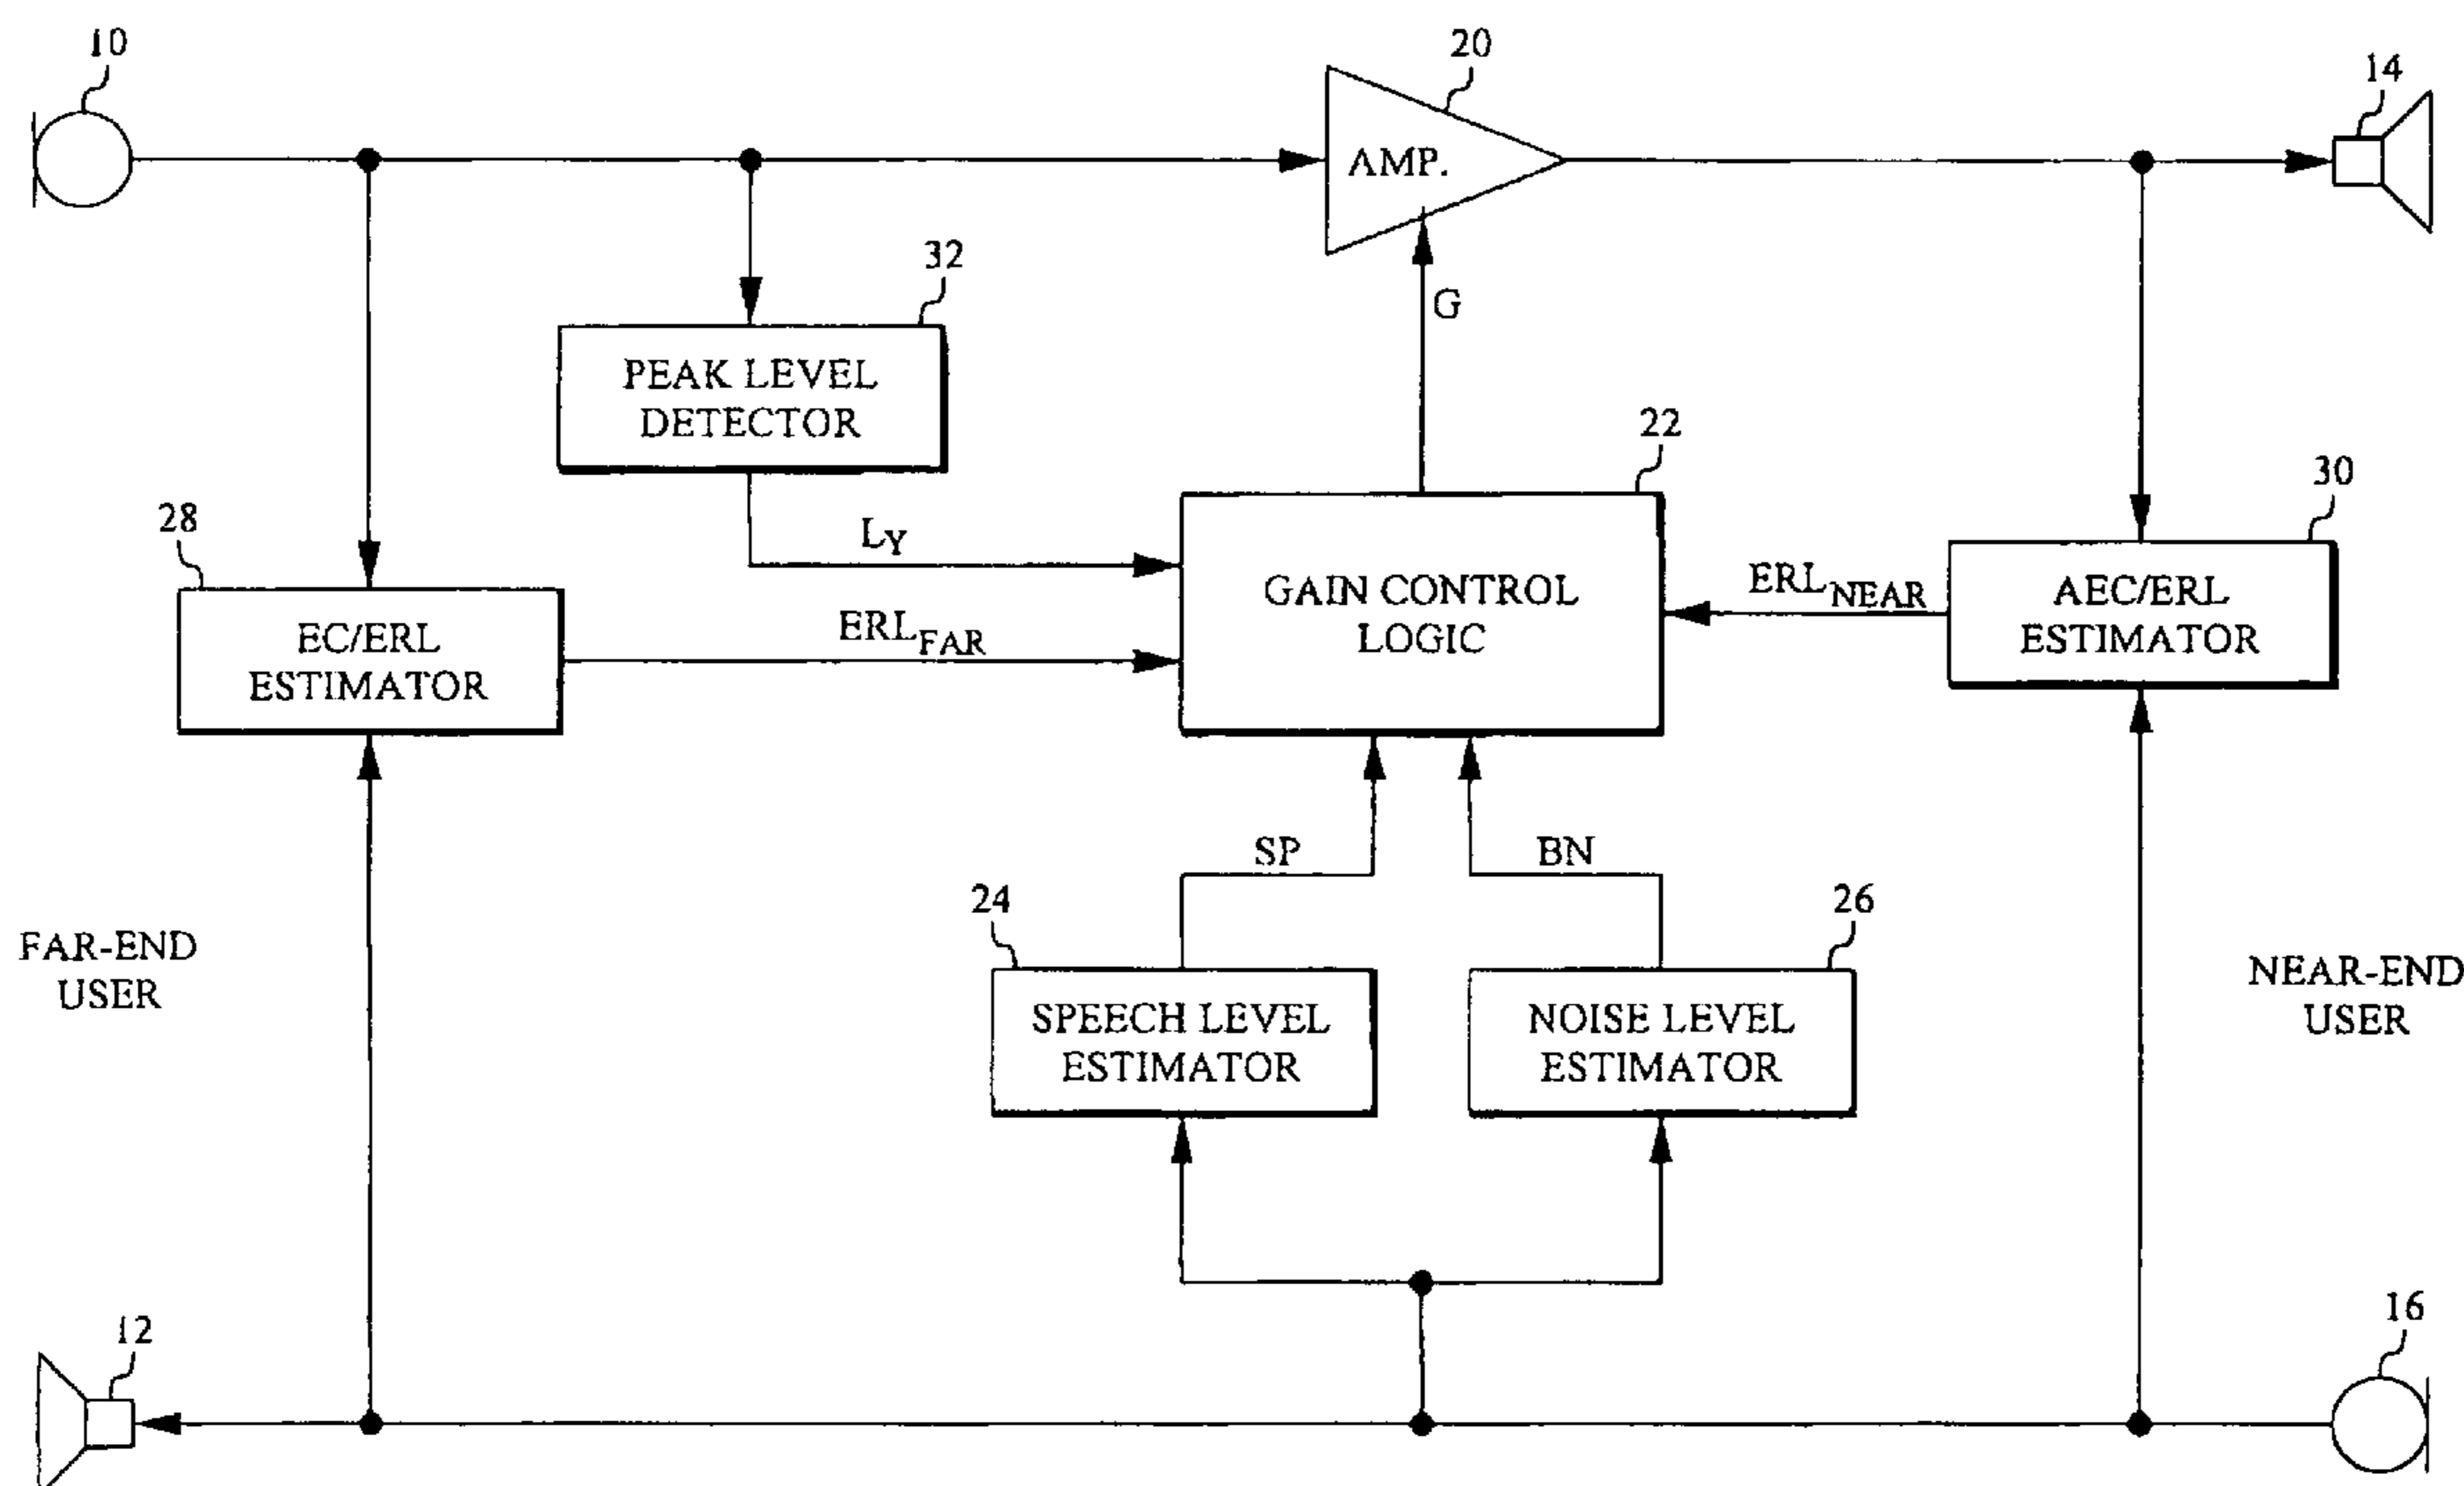 10
20
14
AMP.
32
G
PEAK LEVEL
DETECTOR
22
30
28
LY
ERLNEAR
GAIN CONTROL
LOGIC
AEC/ERL
ESTIMATOR
EC/ERL
ESTIMATOR
ERLFAR
SP
BN
24
26
FAR-END
USER
NEAR-END
USER
SPEECH LEVEL
ESTIMATOR
NOISE LEVEL
ESTIMATOR
12
16